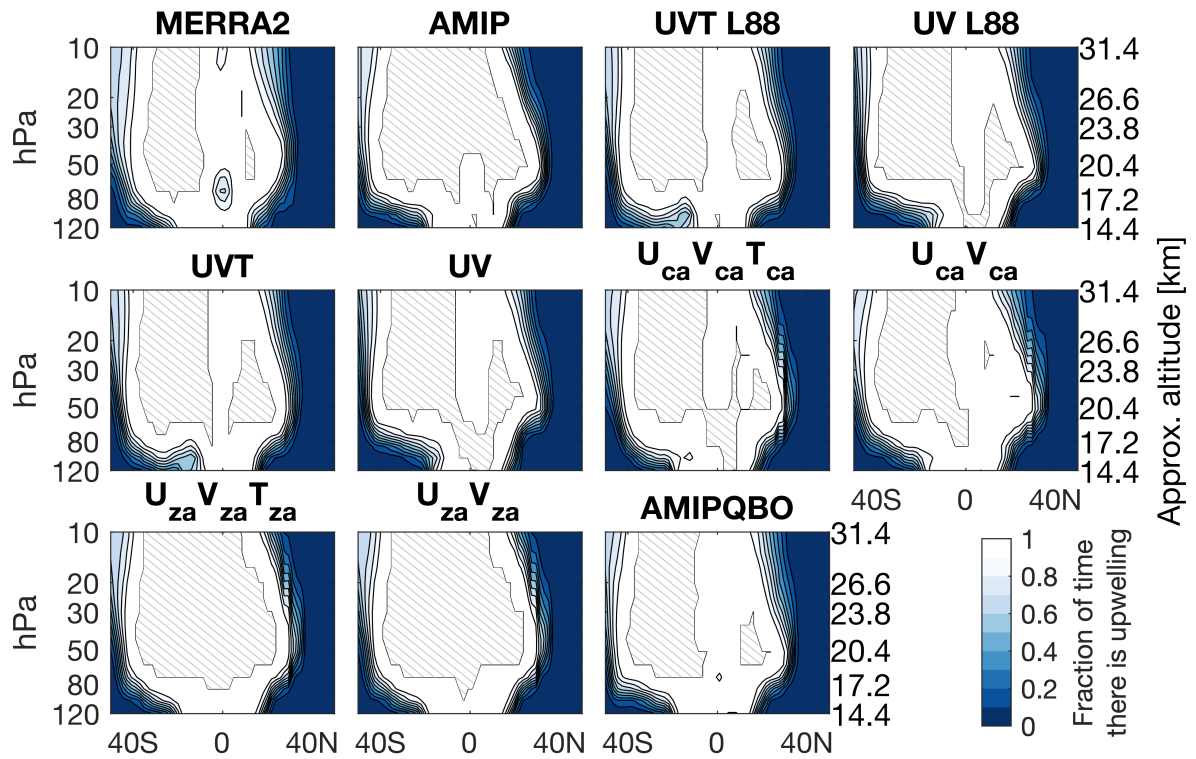 MERRA2 AMIP UVT L88 UV L88
10 31.4
20 26.6
hPa 30 23.8
50 20.4
80 17.2
120 14.4
UVT UV UcaVcaTca UcaVca
10 31.4
20 26.6
hPa 30 23.8
50 20.4
80 17.2
120 14.4
40S 0 40N
Approx. altitude [km]
UzaVzaTza UzaVza AMIPQBO
10 31.4
20 26.6
hPa 30 23.8
50 20.4
80 17.2
120 14.4
40S 0 40N 40S 0 40N 40S 0 40N
1
0.8
0.6
0.4
0.2
0
Fraction of time
there is upwelling